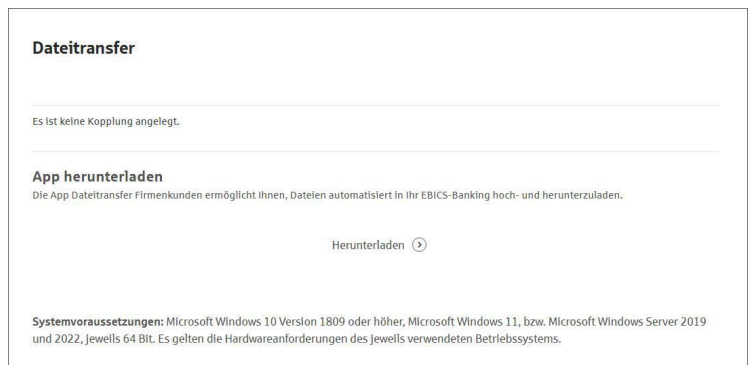 Dateitransfer
Es ist keine Kopplung angelegt.
App herunterladen
Die App Dateitransfer Firmenkunden ermöglicht Ihnen, Dateien automatisiert in Ihr EBICS-Banking hoch- und herunterzuladen.
Herunterladen
Systemvoraussetzungen: Microsoft Windows 10 Version 1809 oder höher, Microsoft Windows 11, bzw. Microsoft Windows Server 2019
und 2022, jeweils 64 Bit. Es gelten die Hardwareanforderungen des jeweils verwendeten Betriebssystems.